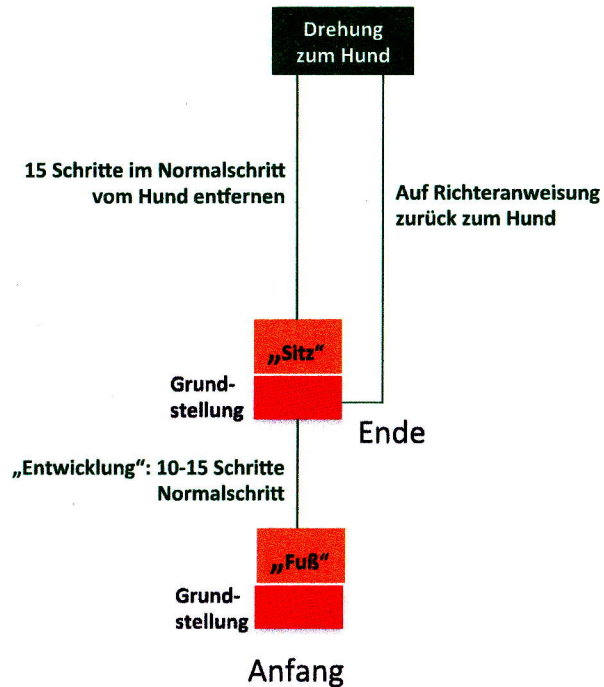 Drehung
zum Hund
15 Schritte im Normalschritt
vom Hund entfernen
Auf Richteranweisung
zurück zum Hund
„Sitz“
Grund-
stellung
Ende
„Entwicklung“: 10-15 Schritte
Normalschritt
„Fuß“
Grund-
stellung
Anfang